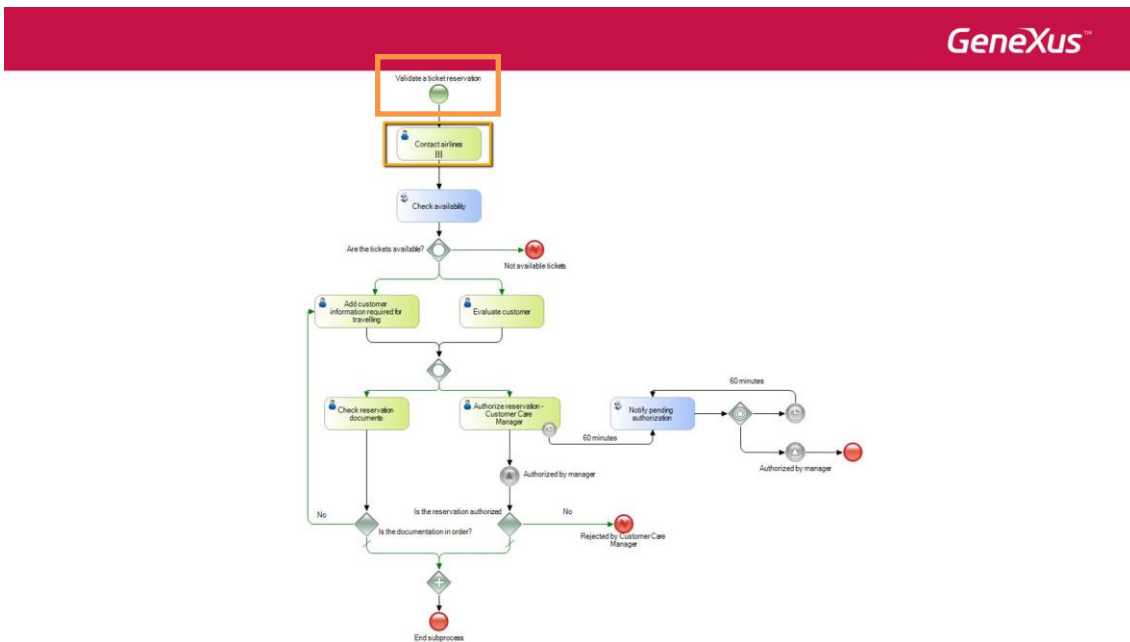 GeneXus™
Validate a ticket reservation
Contact airlines
Check availability
Are the tickets available?
Not available tickets
Add customer
information required for
travelling
Evaluate customer
60 minutes
Check reservation
documents
Authorize reservation -
Customer Care
Manager
Notify pending
authorization
60 minutes
Authorized by manager
Authorized by manager
No
Is the reservation authorized
No
Is the documentation in order?
Rejected by Customer Care
Manager
End subprocess